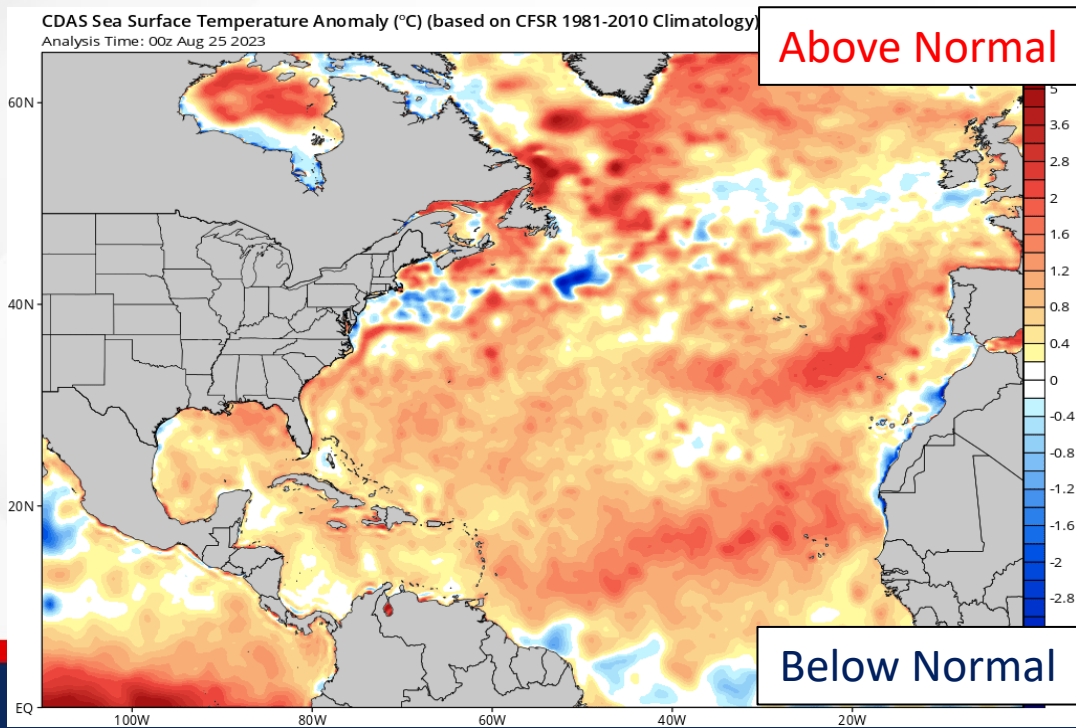 CDAS Sea Surface Temperature Anomaly (°C) (based on CFSR 1981-2010 Climatology)
Analysis Time: 00z Aug 25 2023
Above Normal
60N
40N
20N
EQ
100W
80W
60W
40W
20W
5
3.6
2.8
2
1.6
1.2
0.8
0.4
0
-0.4
-0.8
-1.2
-1.6
-2
-2.8
Below Normal